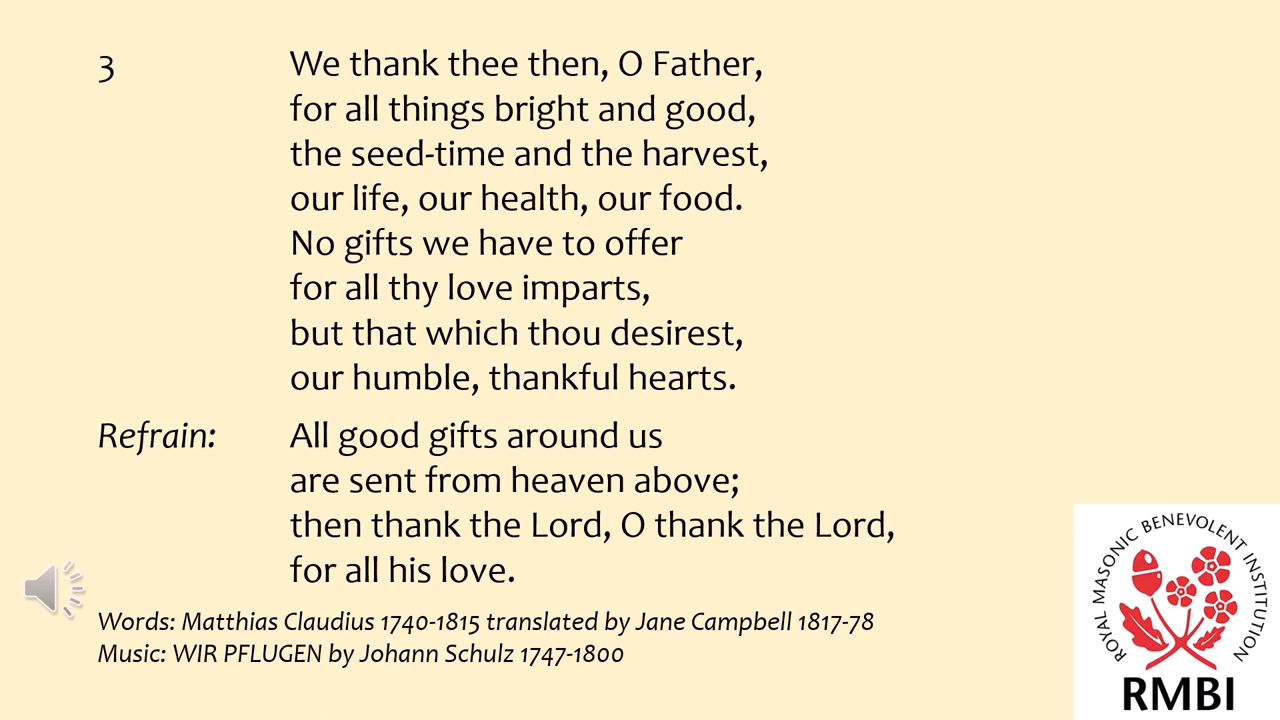 3 We thank thee then, O Father,
for all things bright and good,
the seed-time and the harvest,
our life, our health, our food.
No gifts we have to offer
for all thy love imparts,
but that which thou desirest,
our humble, thankful hearts.
Refrain: All good gifts around us
are sent from heaven above;
then thank the Lord, O thank the Lord,
for all his love.
Words: Matthias Claudius 1740-1815 translated by Jane Campbell 1817-78
Music: WIR PFLUGEN by Johann Schulz 1747-1800
ROYAL MASONIC BENEVOLENT INSTITUTION
RMBI